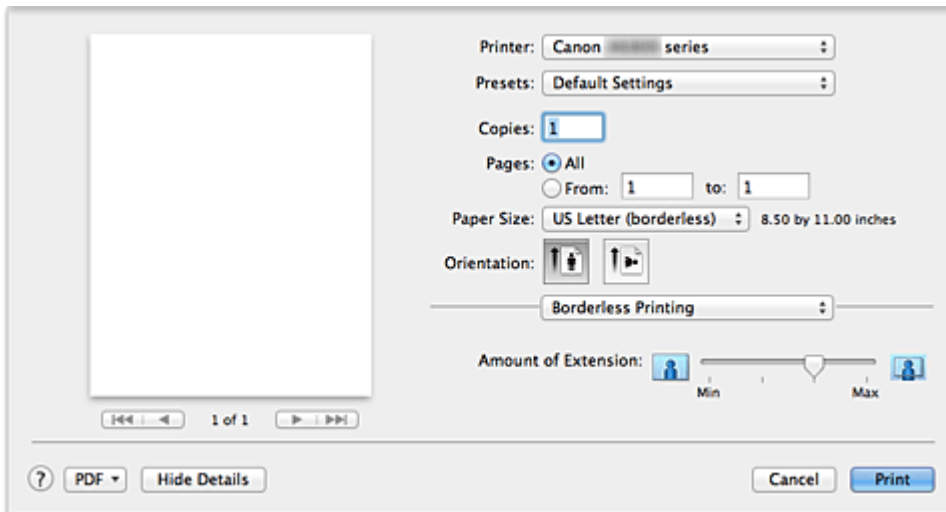 Printer: Canon series
Presets: Default Settings
Copies: 1
Pages: All
From: 1 to: 1
Paper Size: US Letter (borderless) 8.50 by 11.00 inches
Orientation:
Borderless Printing
Amount of Extension:
Min Max
1 of 1
? PDF Hide Details Cancel Print